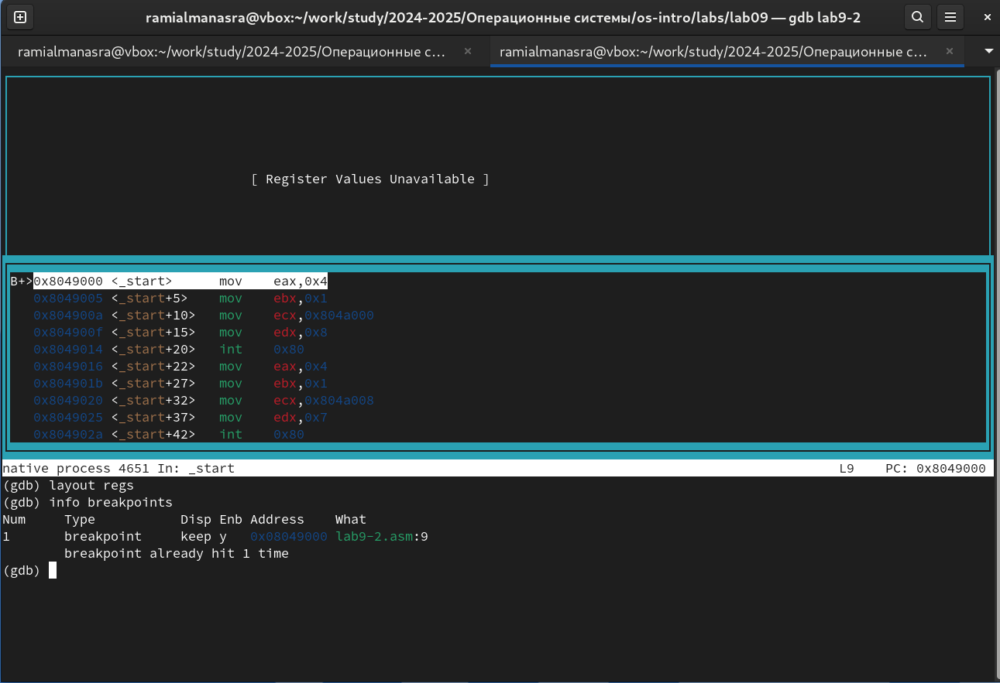 ramialmanasra@vbox:~/work/study/2024-2025/Операционные системы/os-intro/labs/lab09 — gdb lab9-2
ramialmanasra@vbox:~/work/study/2024-2025/Операционные с... × ramialmanasra@vbox:~/work/study/2024-2025/Операционные с... ×
[ Register Values Unavailable ]
B+>0x8049000 <_start>      mov    eax,0x4
0x8049005 <_start+5>    mov    ebx,0x1
0x804900a <_start+10>   mov    ecx,0x804a000
0x804900f <_start+15>   mov    edx,0x8
0x8049014 <_start+20>   int    0x80
0x8049016 <_start+22>   mov    eax,0x4
0x804901b <_start+27>   mov    ebx,0x1
0x8049020 <_start+32>   mov    ecx,0x804a008
0x8049025 <_start+37>   mov    edx,0x7
0x804902a <_start+42>   int    0x80
native process 4651 In: _start L9 PC: 0x8049000
(gdb) layout regs
(gdb) info breakpoints
Num     Type           Disp Enb Address    What
1       breakpoint     keep y   0x08049000 lab9-2.asm:9
breakpoint already hit 1 time
(gdb)